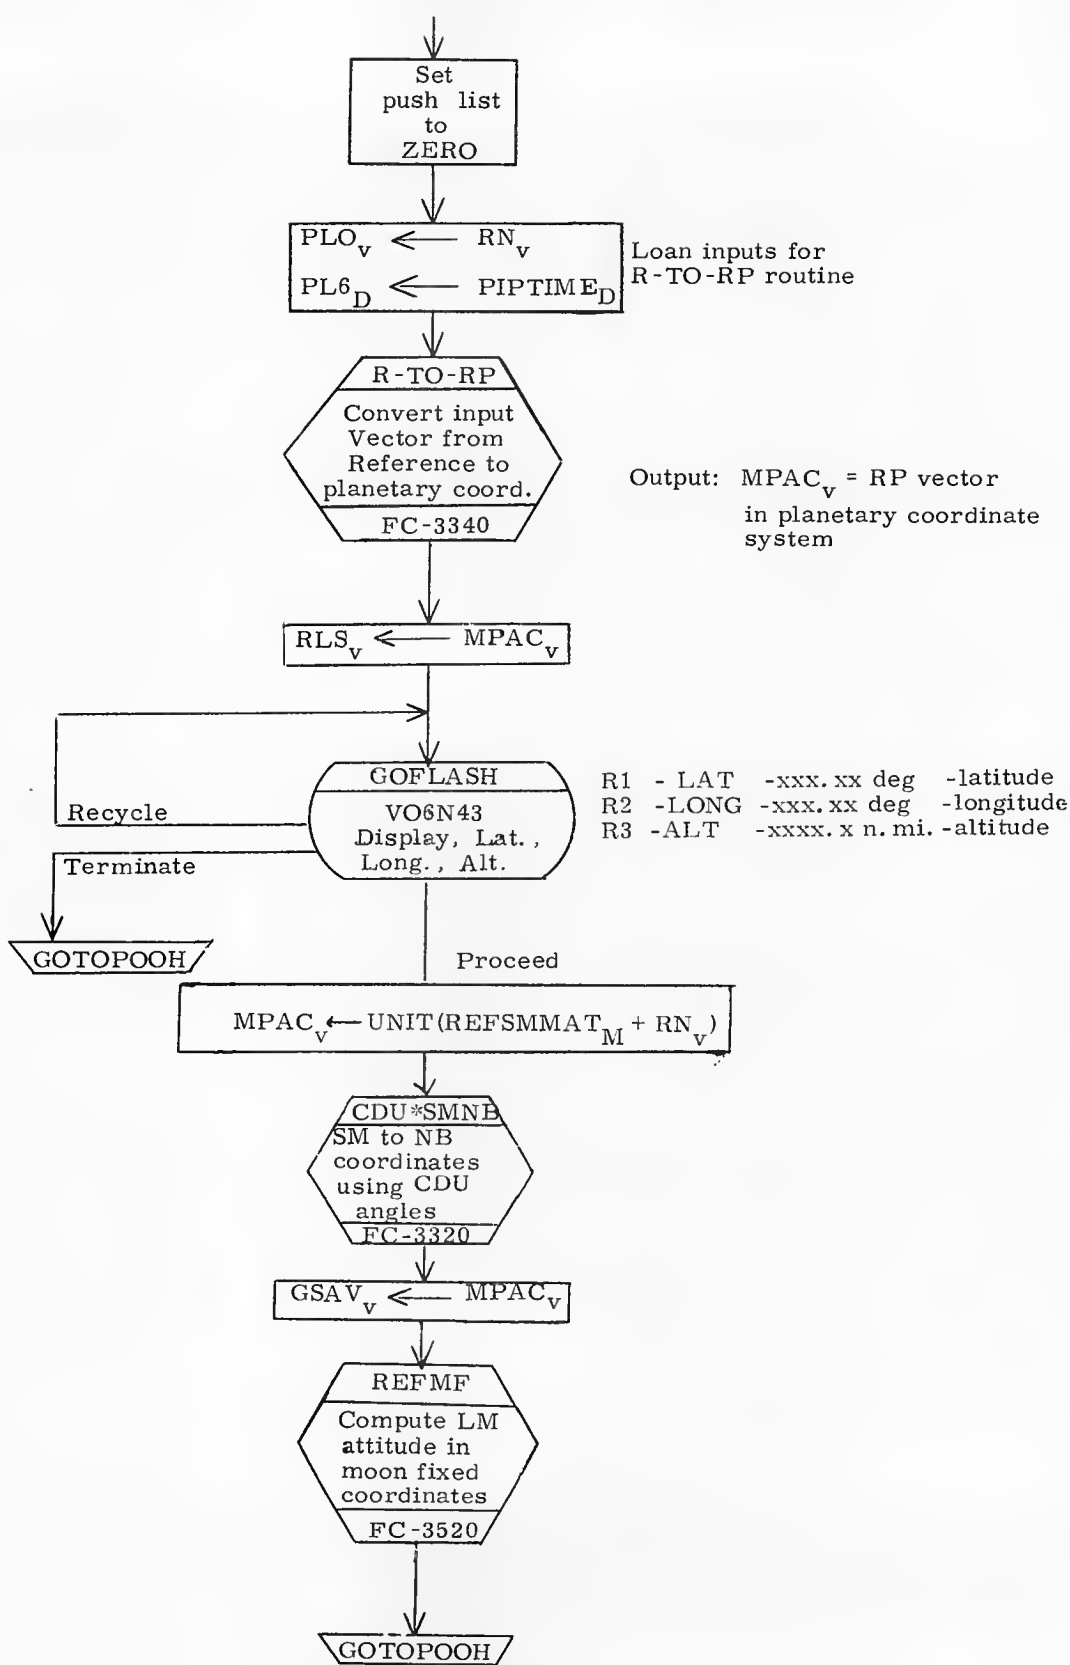 Set
push list
to
ZERO
PLO_v ← RN_v
PL6_D ← PIPTIME_D
Loan inputs for
R-TO-RP routine
R-TO-RP
Convert input
Vector from
Reference to
planetary coord.
FC-3340
Output: MPAC_v = RP vector
in planetary coordinate
system
RLS_v ← MPAC_v
GOFLASH
VO6N43
Display, Lat.,
Long., Alt.
R1 - LAT -xxx.xx deg -latitude
R2 -LONG -xxx.xx deg -longitude
R3 -ALT -xxxx.x n.mi. -altitude
Recycle
Terminate
GOTOPOOH
Proceed
MPAC_v ← UNIT(REFSMMAT_M + RN_v)
CDU*SMNB
SM to NB
coordinates
using CDU
angles
FC-3320
GSAV_v ← MPAC_v
REFMF
Compute LM
attitude in
moon fixed
coordinates
FC-3520
GOTOPOOH